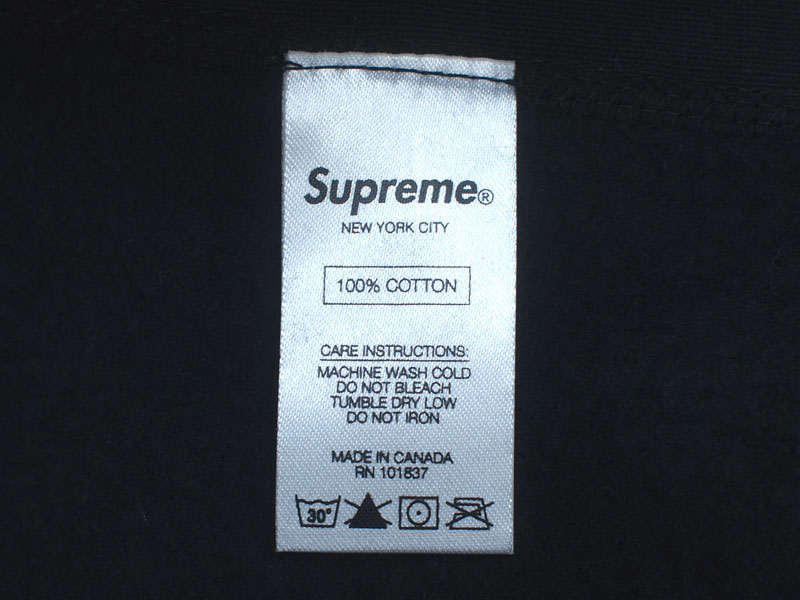 Supreme®
NEW YORK CITY
100% COTTON
CARE INSTRUCTIONS:
MACHINE WASH COLD
DO NOT BLEACH
TUMBLE DRY LOW
DO NOT IRON
MADE IN CANADA
RN 101837
30°